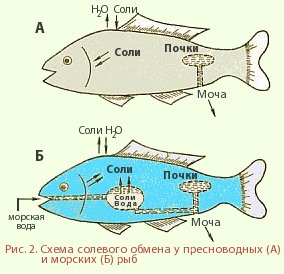 H₂O Соли
А
Соли
Почки
Моча
Соли H₂O
Б
Соли
Почки
Соли
Вода
морская
вода
Моча
Рис. 2. Схема солевого обмена у пресноводных (А)
и морских (Б) рыб